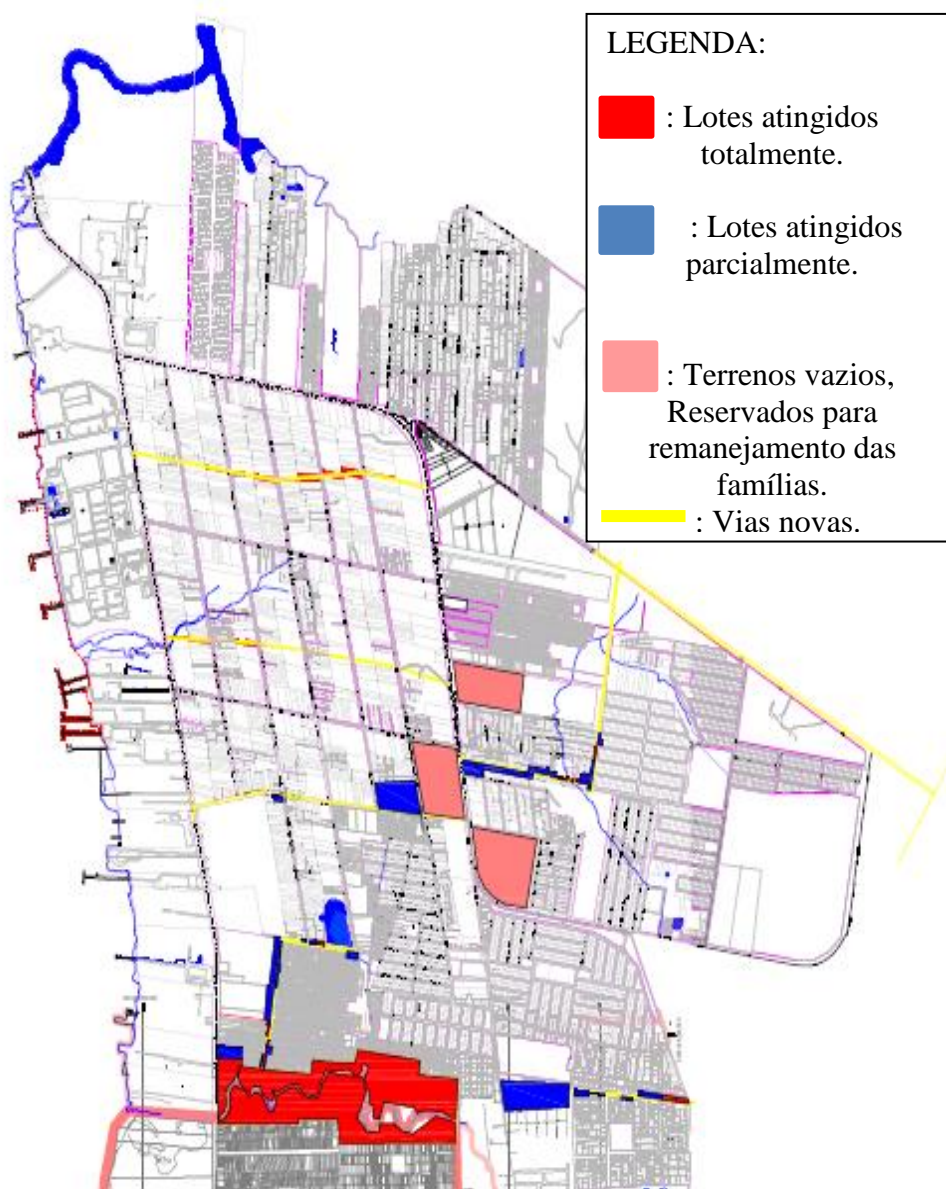 LEGENDA:
: Lotes atingidos
totalmente.
: Lotes atingidos
parcialmente.
: Terrenos vazios,
Reservados para
remanejamento das
famílias.
: Vias novas.